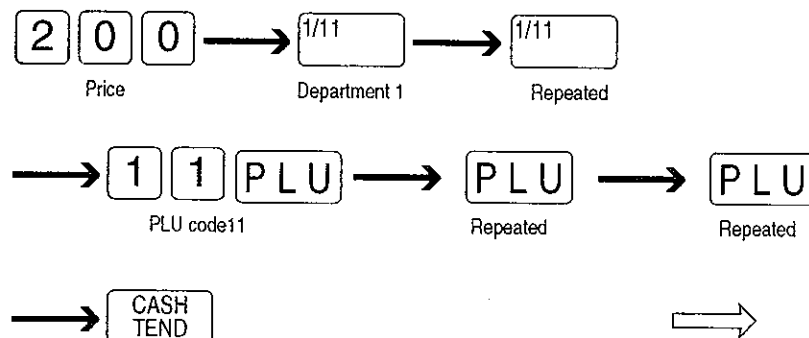 2 0 0 1/11 1/11
Price Department 1 Repeated
1 1 PLU PLU PLU
PLU code11 Repeated Repeated
CASH
TEND